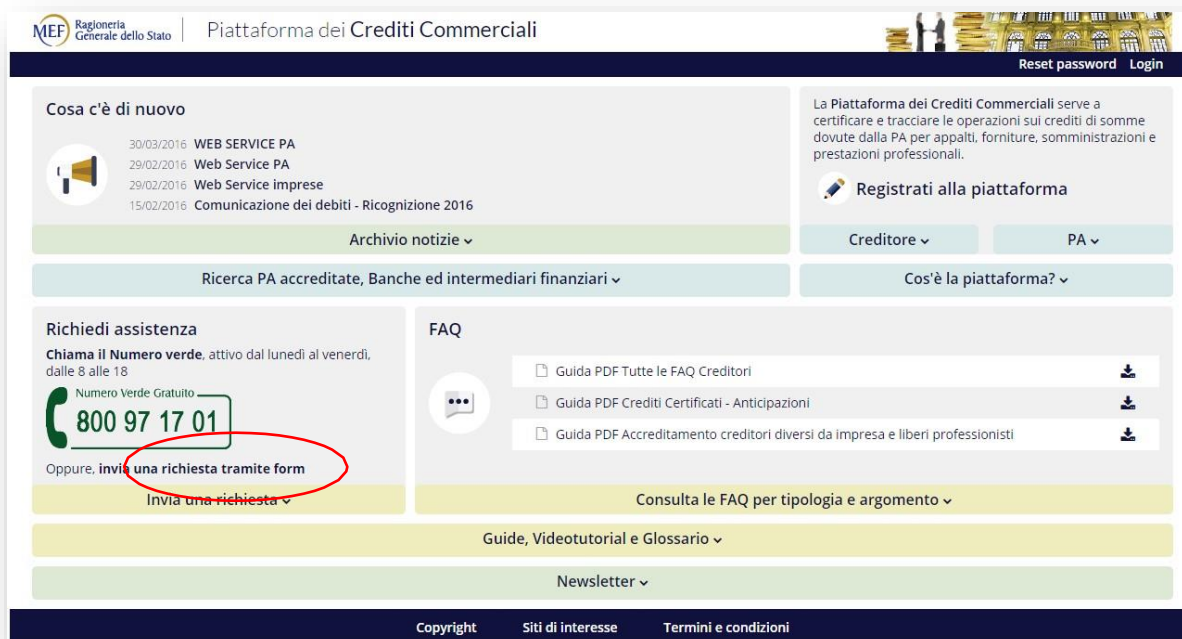 MEF Ragioneria
Generale dello Stato
Piattaforma dei Crediti Commerciali
Reset password Login
Cosa c'è di nuovo
30/03/2016 WEB SERVICE PA
29/02/2016 Web Service PA
29/02/2016 Web Service imprese
15/02/2016 Comunicazione dei debiti - Ricognizione 2016
Archivio notizie
La Piattaforma dei Crediti Commerciali serve a
certificare e tracciare le operazioni sui crediti di somme
dovute dalla PA per appalti, forniture, somministrazioni e
prestazioni professionali.
Registrati alla piattaforma
Creditore
PA
Ricerca PA accreditate, Banche ed intermediari finanziari
Cos'è la piattaforma?
Richiedi assistenza
Chiama il Numero verde, attivo dal lunedì al venerdì,
dalle 8 alle 18
Numero Verde Gratuito
800 97 17 01
Oppure, invia una richiesta tramite form
Invia una richiesta
FAQ
Guida PDF Tutte le FAQ Creditori
Guida PDF Crediti Certificati - Anticipazioni
Guida PDF Accreditamento creditori diversi da impresa e liberi professionisti
Consulta le FAQ per tipologia e argomento
Guide, Videotutorial e Glossario
Newsletter
Copyright Siti di interesse Termini e condizioni